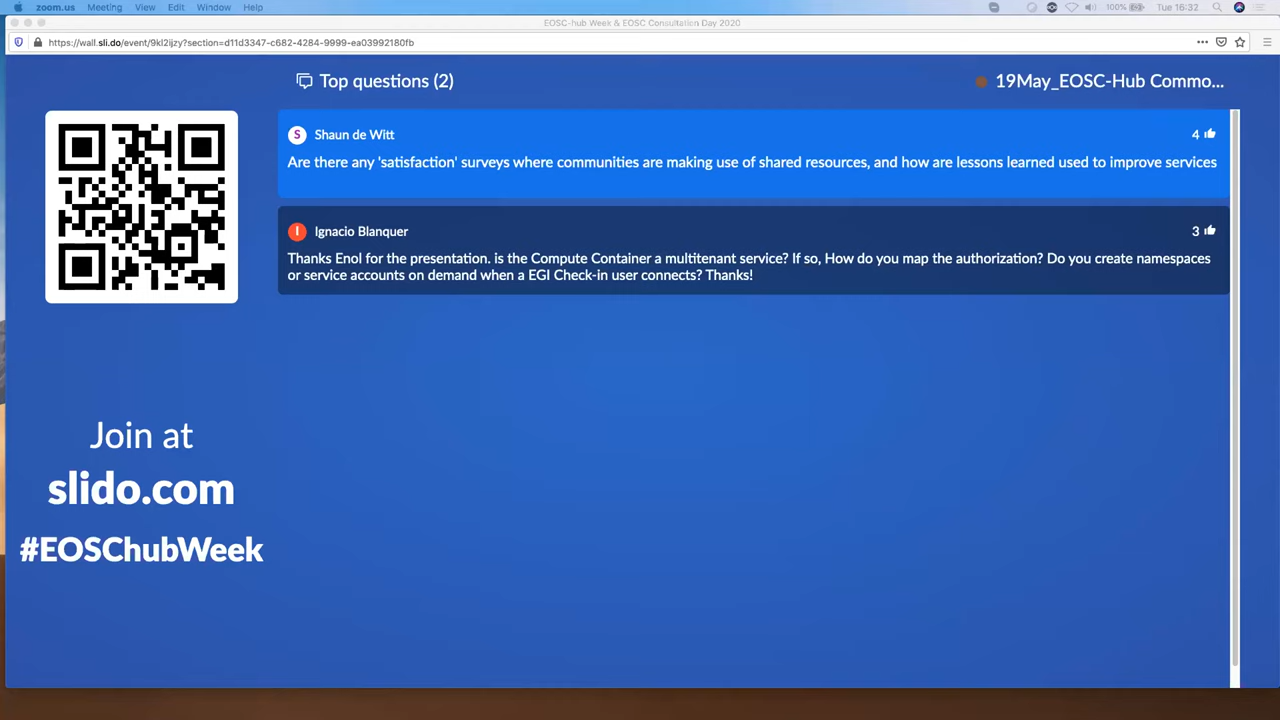 zoom.us Meeting View Edit Window Help 100% Tue 16:32
EOSC-hub Week & EOSC Consultation Day 2020
https://wall.sli.do/event/9kl2ijzy?section=d11d3347-c682-4284-9999-ea03992180fb
Top questions (2)
19May_EOSC-Hub Commo...
S Shaun de Witt 4
Are there any 'satisfaction' surveys where communities are making use of shared resources, and how are lessons learned used to improve services
I Ignacio Blanquer 3
Thanks Enol for the presentation. is the Compute Container a multitenant service? If so, How do you map the authorization? Do you create namespaces
or service accounts on demand when a EGI Check-in user connects? Thanks!
Join at
slido.com
#EOSChubWeek